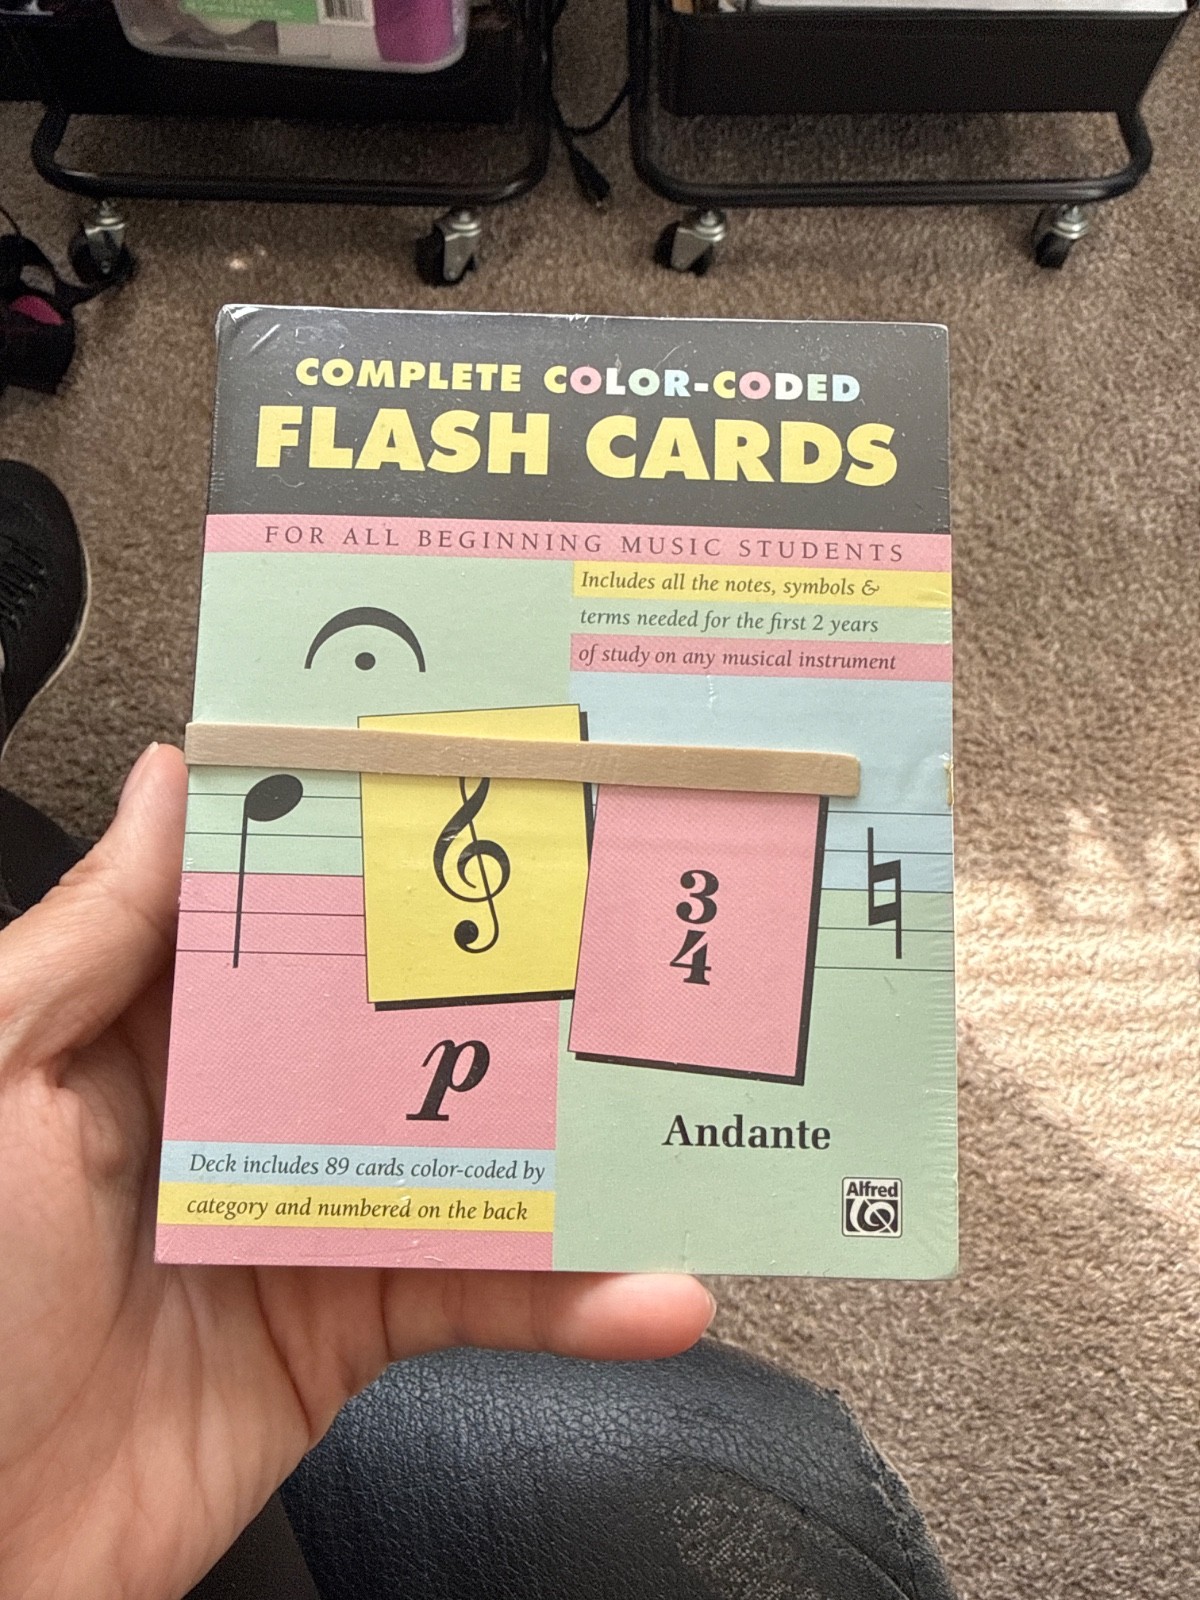 COMPLETE COLOR-CODED
FLASH CARDS
FOR ALL BEGINNING MUSIC STUDENTS
Includes all the notes, symbols &
terms needed for the first 2 years
of study on any musical instrument
3
4
p
Andante
Deck includes 89 cards color-coded by
category and numbered on the back
Alfred